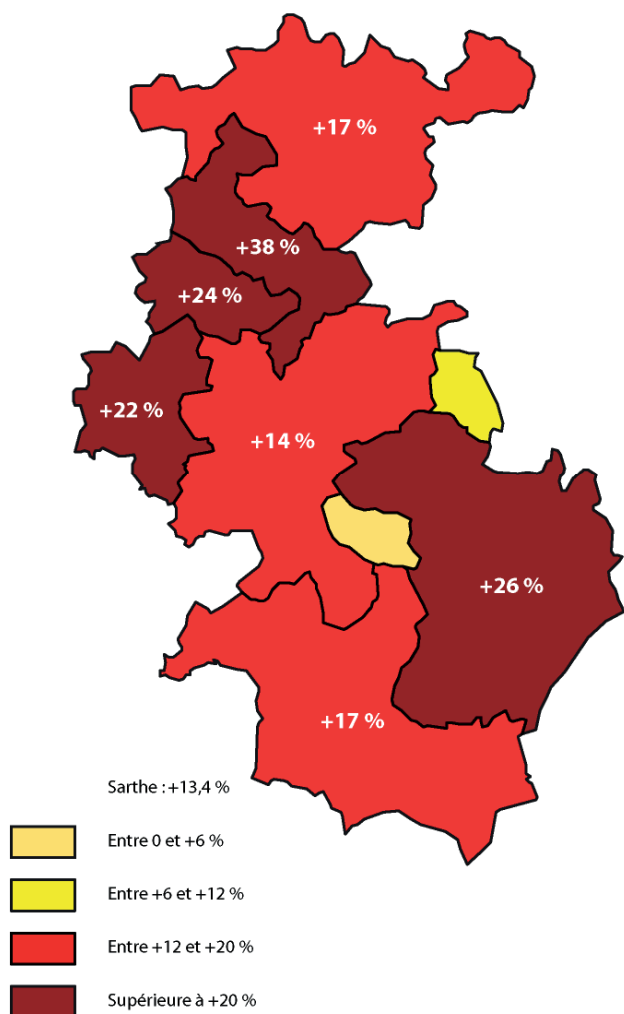 +17 %
+38 %
+24 %
+22 %
+14 %
+26 %
+17 %
Sarthe : +13,4 %
Entre 0 et +6 %
Entre +6 et +12 %
Entre +12 et +20 %
Supérieure à +20 %